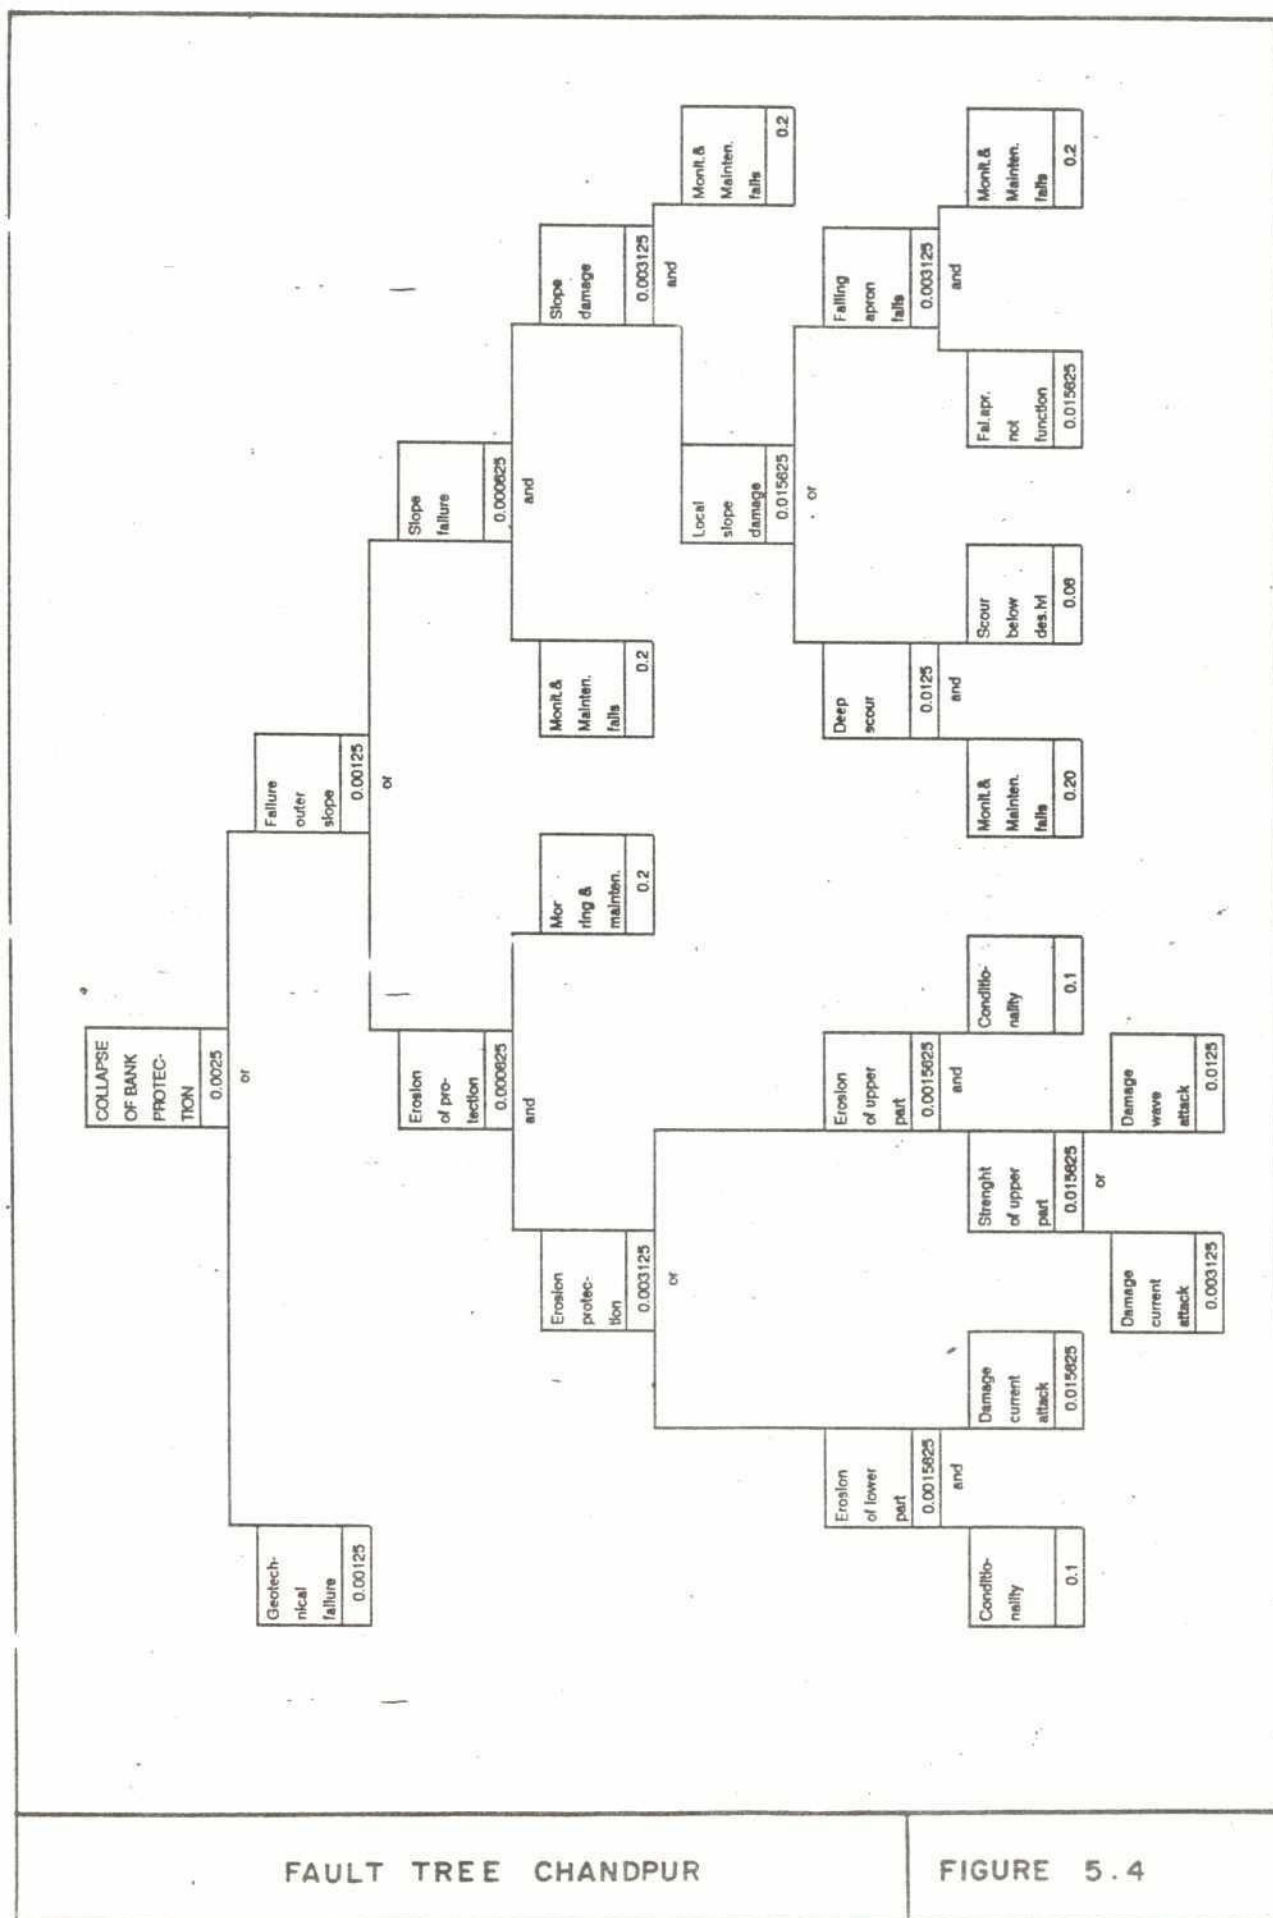 COLLAPSE
OF BANK
PROTEC-
TION
0.0025
or
Geotech-
nical
failure
0.00125
Failure
outer
slope
0.00125
or
Erosion
of pro-
tection
0.000625
and
Slope
failure
0.000625
and
Erosion
protec-
tion
0.003125
or
Mor
ring &
mainten.
0.2
Monit.&
Mainten.
fails
0.2
Slope
damage
0.003125
and
Local
slope
damage
0.015625
or
Monit.&
Mainten.
fails
0.2
Erosion
of lower
part
0.0015625
and
Erosion
of upper
part
0.0015625
and
Deep
scour
0.0125
and
Falling
apron
fails
0.003125
and
Conditio-
nality
0.1
Damage
current
attack
0.015625
Strenght
of upper
part
0.015625
or
Conditio-
nality
0.1
Monit.&
Mainten.
fails
0.20
Scour
below
des.lvl
0.06
Fal.apr.
not
function
0.015625
Monit.&
Mainten.
fails
0.2
Damage
current
attack
0.003125
Damage
wave
attack
0.0125
FAULT TREE CHANDPUR
FIGURE 5.4